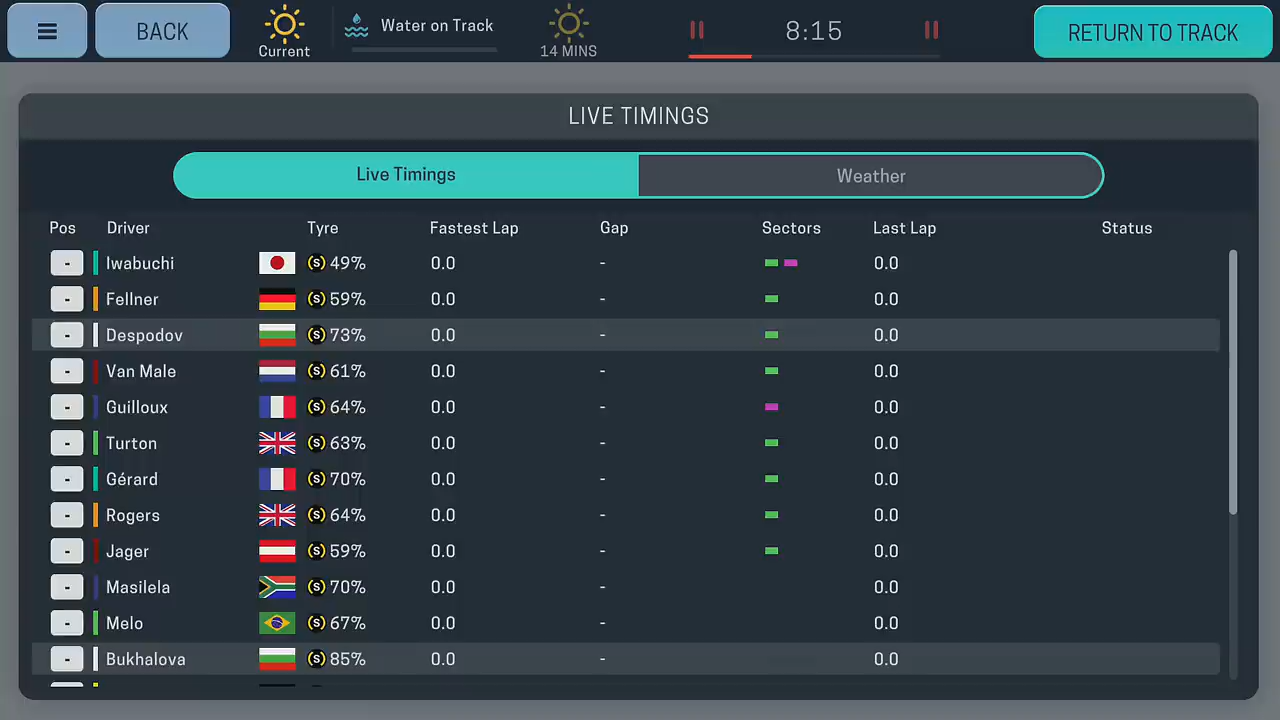 BACK
Current
Water on Track
14 MINS
8:15
RETURN TO TRACK
LIVE TIMINGS
Live Timings Weather
Pos Driver Tyre Fastest Lap Gap Sectors Last Lap Status
- Iwabuchi (S) 49% 0.0 - 0.0
- Fellner (S) 59% 0.0 - 0.0
- Despodov (S) 73% 0.0 - 0.0
- Van Male (S) 61% 0.0 - 0.0
- Guilloux (S) 64% 0.0 - 0.0
- Turton (S) 63% 0.0 - 0.0
- Gérard (S) 70% 0.0 - 0.0
- Rogers (S) 64% 0.0 - 0.0
- Jager (S) 59% 0.0 - 0.0
- Masilela (S) 70% 0.0 - 0.0
- Melo (S) 67% 0.0 - 0.0
- Bukhalova (S) 85% 0.0 - 0.0